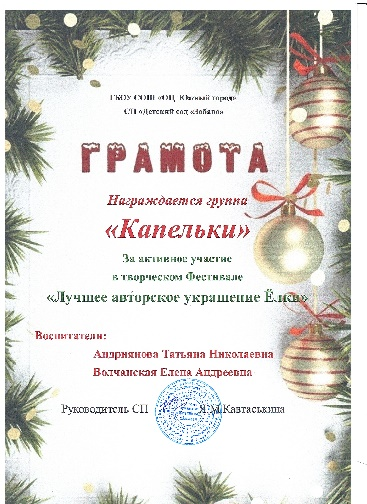 ГБОУ СОШ «ОЦ Южный город»
СП «Детский сад «Забава»
ГРАМОТА
Награждается группа
«Капельки»
За активное участие
в творческом Фестивале
«Лучшее авторское украшение Ёлки»
Воспитатели:
Андриянова Татьяна Николаевна
Волчанская Елена Андреевна
Руководитель СП Я.М.Кавтаськина